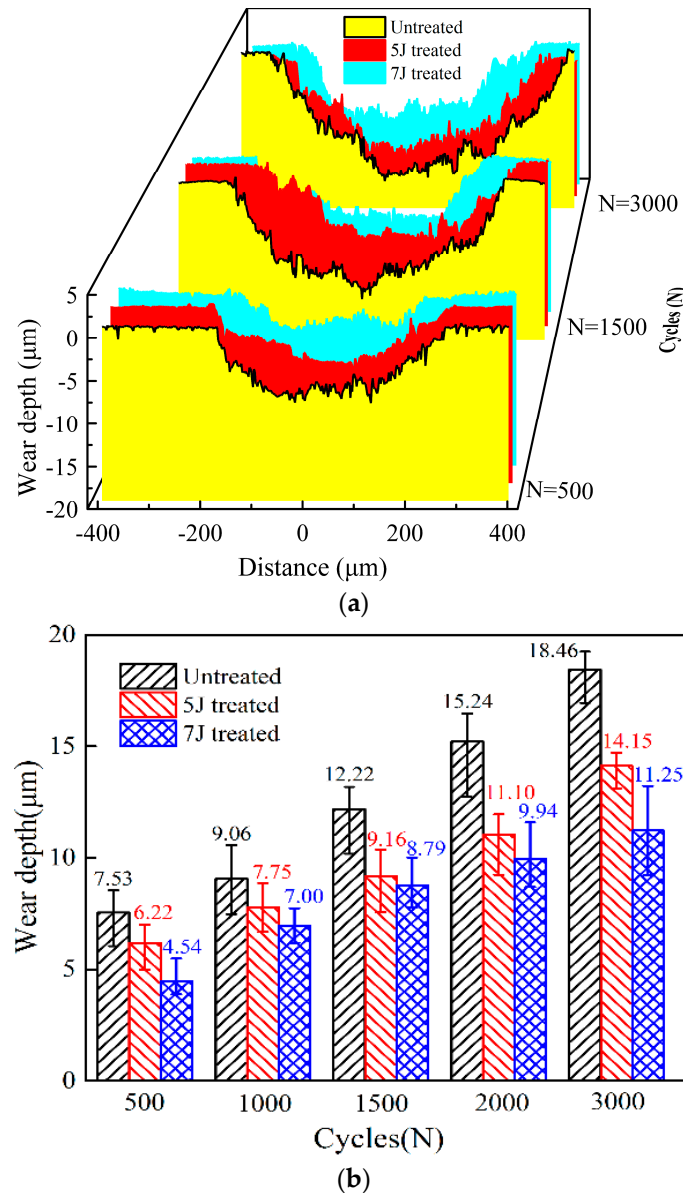 Untreated
5J treated
7J treated
N=3000
N=1500
N=500
Cycles (N)
5
0
-5
-10
-15
-20
Wear depth (μm)
-400 -200 0 200 400
Distance (μm)
(a)
20
15
10
5
0
Wear depth(μm)
Untreated
5J treated
7J treated
7.53 6.22 4.54
9.06 7.75 7.00
12.22 9.16 8.79
15.24 11.10 9.94
18.46 14.15 11.25
500 1000 1500 2000 3000
Cycles(N)
(b)